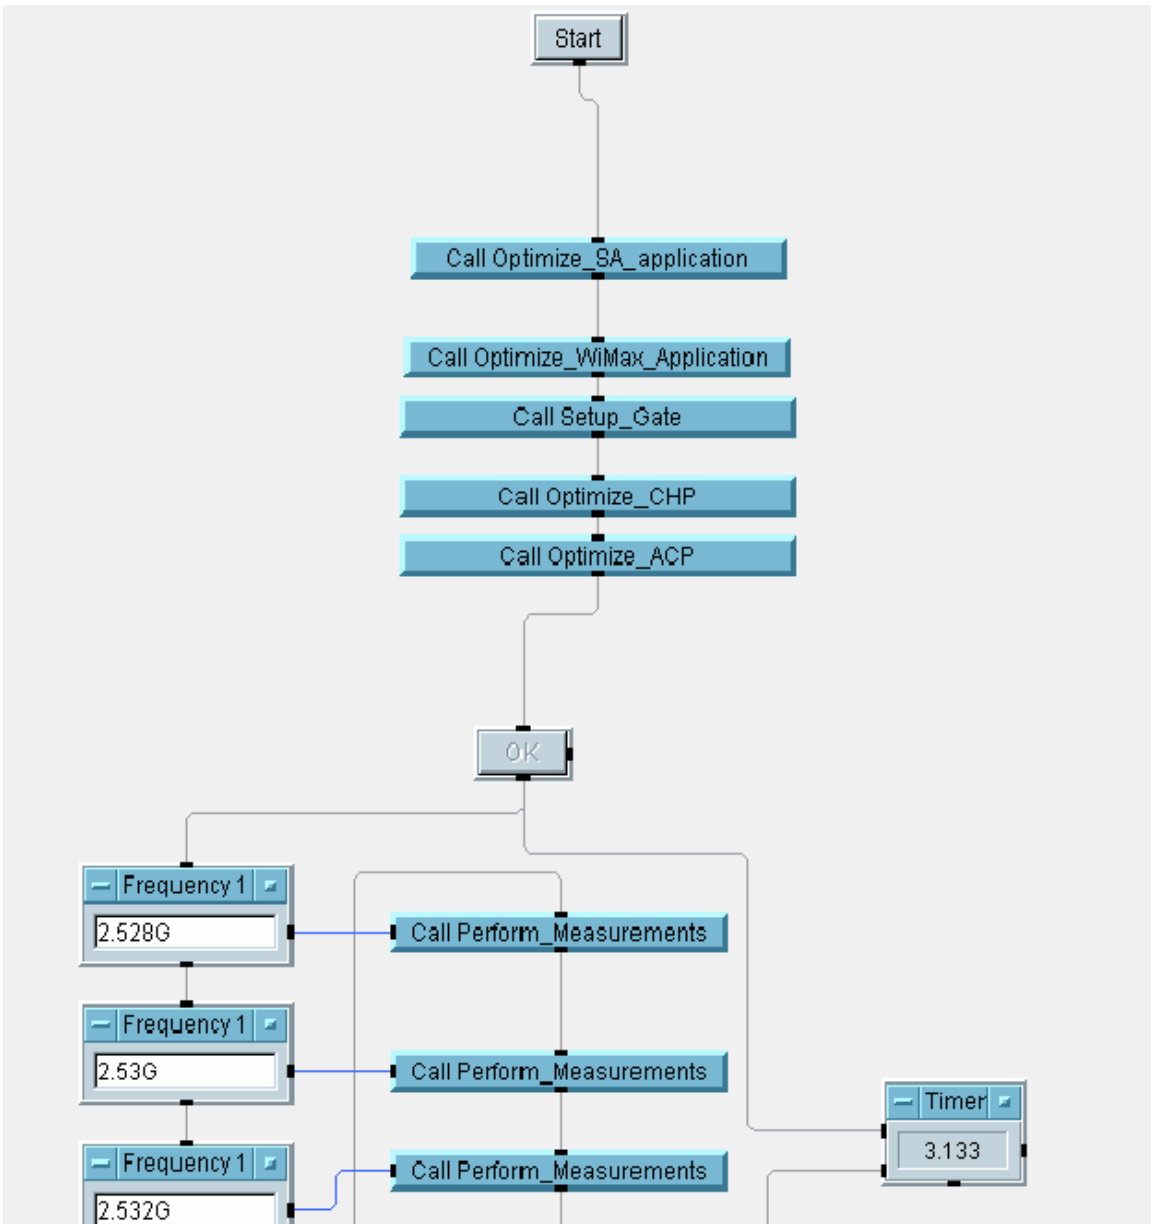 Start
Call Optimize_SA_application
Call Optimize_WiMax_Application
Call Setup_Gate
Call Optimize_CHP
Call Optimize_ACP
OK
Frequency 1
2.528G
Call Perform_Measurements
Frequency 1
2.53G
Call Perform_Measurements
Timer
3.133
Frequency 1
2.532G
Call Perform_Measurements